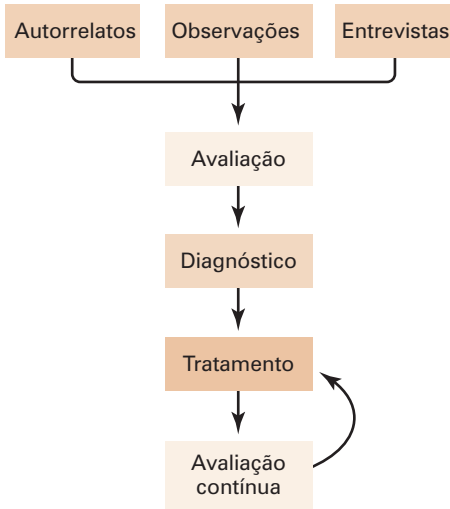 Autorrelatos
Observações
Entrevistas
Avaliação
Diagnóstico
Tratamento
Avaliação
contínua